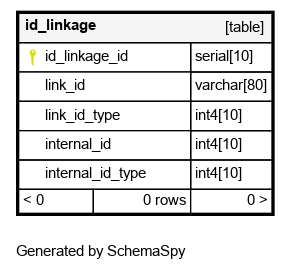 id_linkage [table]
id_linkage_id serial[10]
link_id varchar[80]
link_id_type int4[10]
internal_id int4[10]
internal_id_type int4[10]
< 0 0 rows 0 >
Generated by SchemaSpy